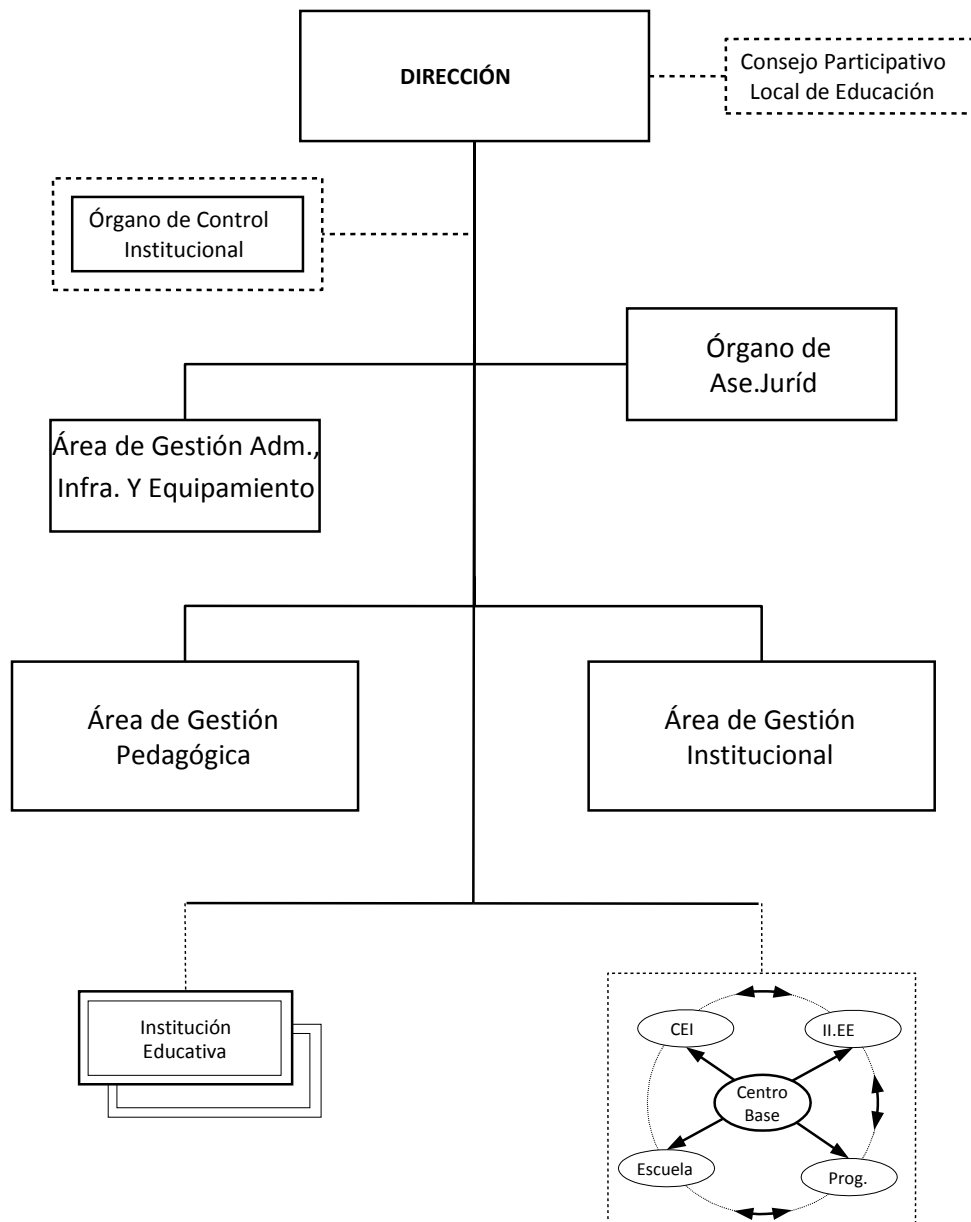 DIRECCIÓN
Consejo Participativo
Local de Educación
Órgano de Control
Institucional
Órgano de
Ase.Juríd
Área de Gestión Adm.,
Infra. Y Equipamiento
Área de Gestión
Pedagógica
Área de Gestión
Institucional
Institución
Educativa
CEI
II.EE
Centro
Base
Escuela
Prog.